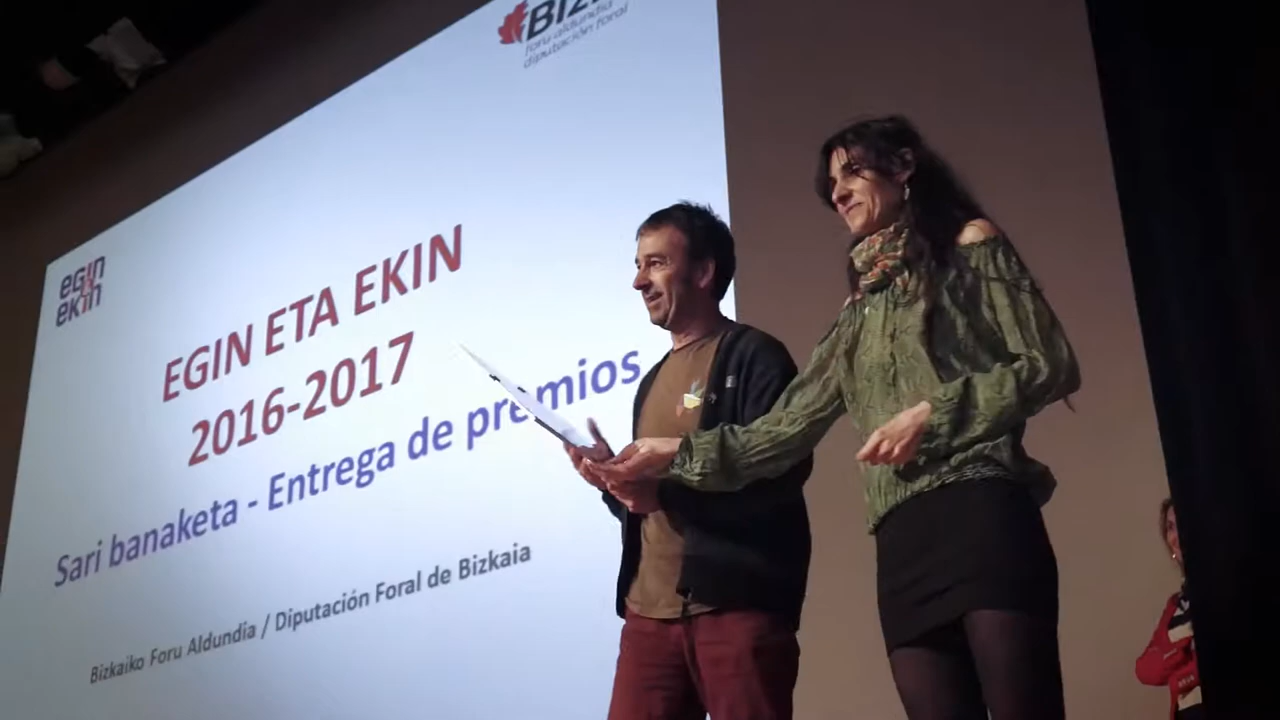 foru aldundia
diputación foral
egin
ekin
EGIN ETA EKIN
2016-2017
Sari banaketa - Entrega de premios
Bizkaiko Foru Aldundia / Diputación Foral de Bizkaia